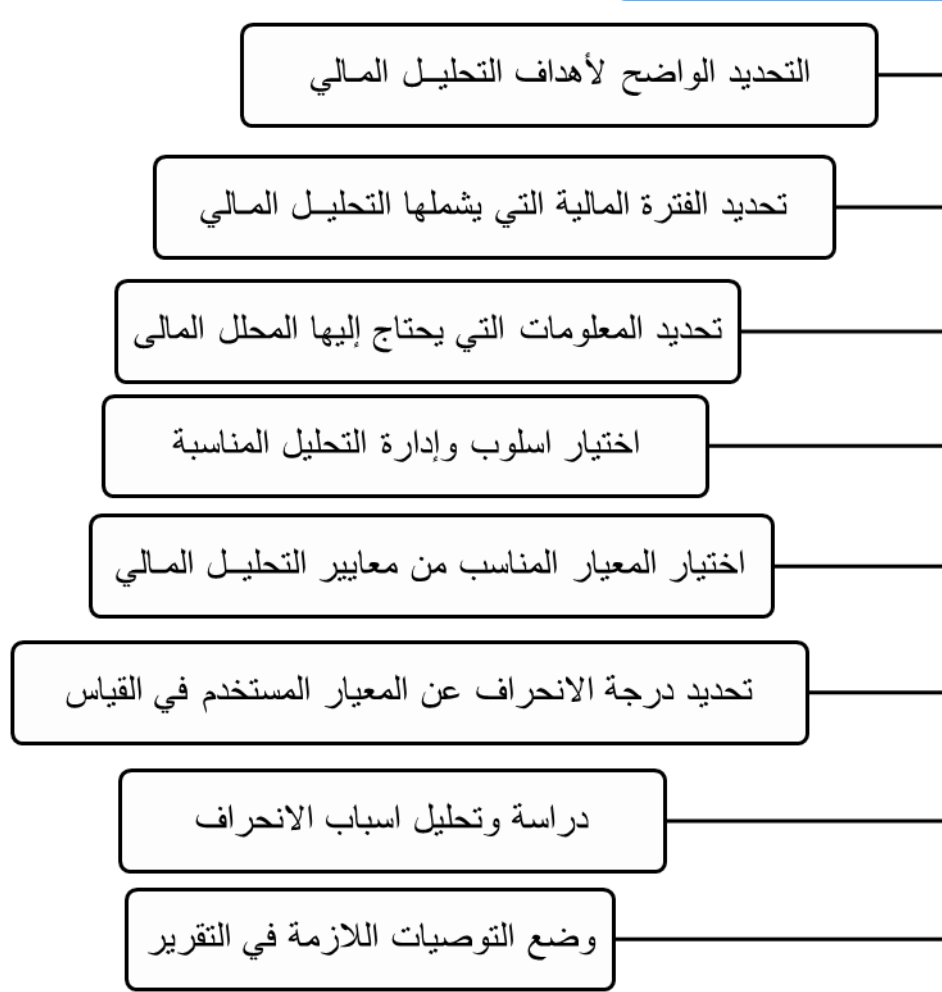 التحديد الواضح لأهداف التحليـل المـالي
تحديد الفترة المالية التي يشملها التحليـل المـالي
تحديد المعلومات التي يحتاج إليها المحلل المالى
اختيار اسلوب وإدارة التحليل المناسبة
اختيار المعيار المناسب من معايير التحليـل المـالي
تحديد درجة الانحراف عن المعيار المستخدم في القياس
دراسة وتحليل اسباب الانحراف
وضع التوصيات اللازمة في التقرير